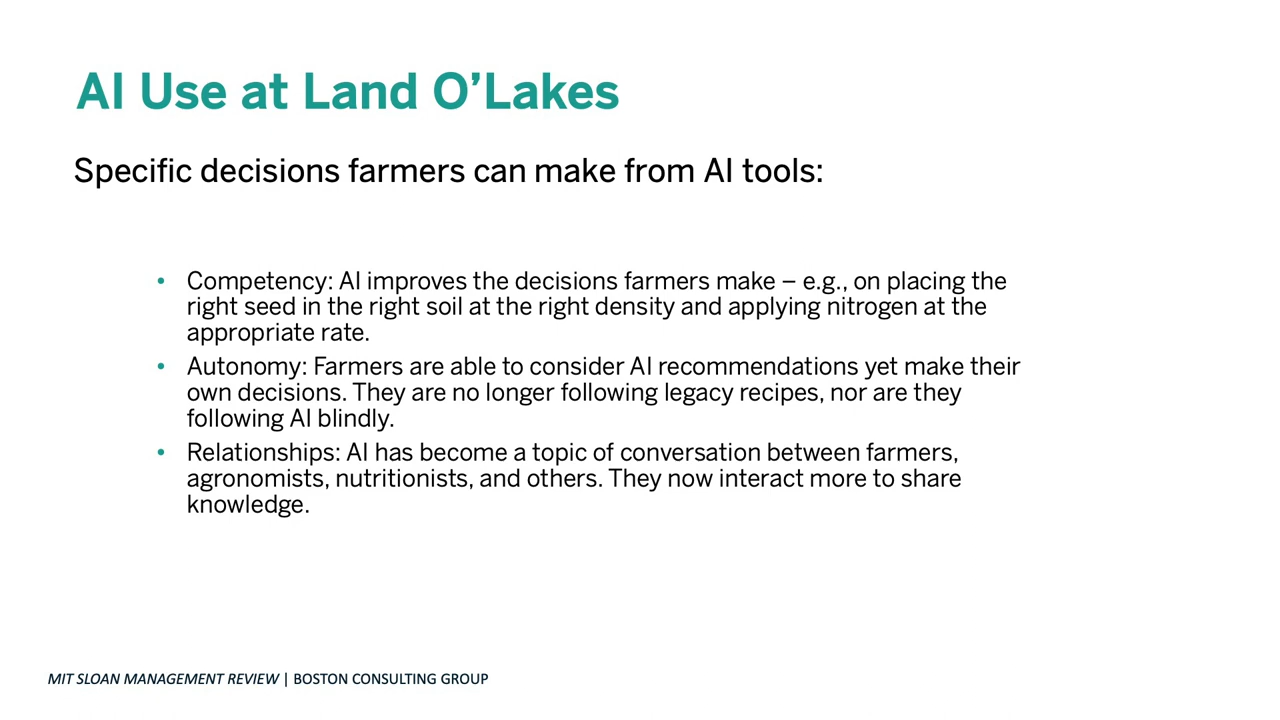 AI Use at Land O’Lakes
Specific decisions farmers can make from AI tools:
• Competency: AI improves the decisions farmers make – e.g., on placing the
right seed in the right soil at the right density and applying nitrogen at the
appropriate rate.
• Autonomy: Farmers are able to consider AI recommendations yet make their
own decisions. They are no longer following legacy recipes, nor are they
following AI blindly.
• Relationships: AI has become a topic of conversation between farmers,
agronomists, nutritionists, and others. They now interact more to share
knowledge.
MIT SLOAN MANAGEMENT REVIEW | BOSTON CONSULTING GROUP